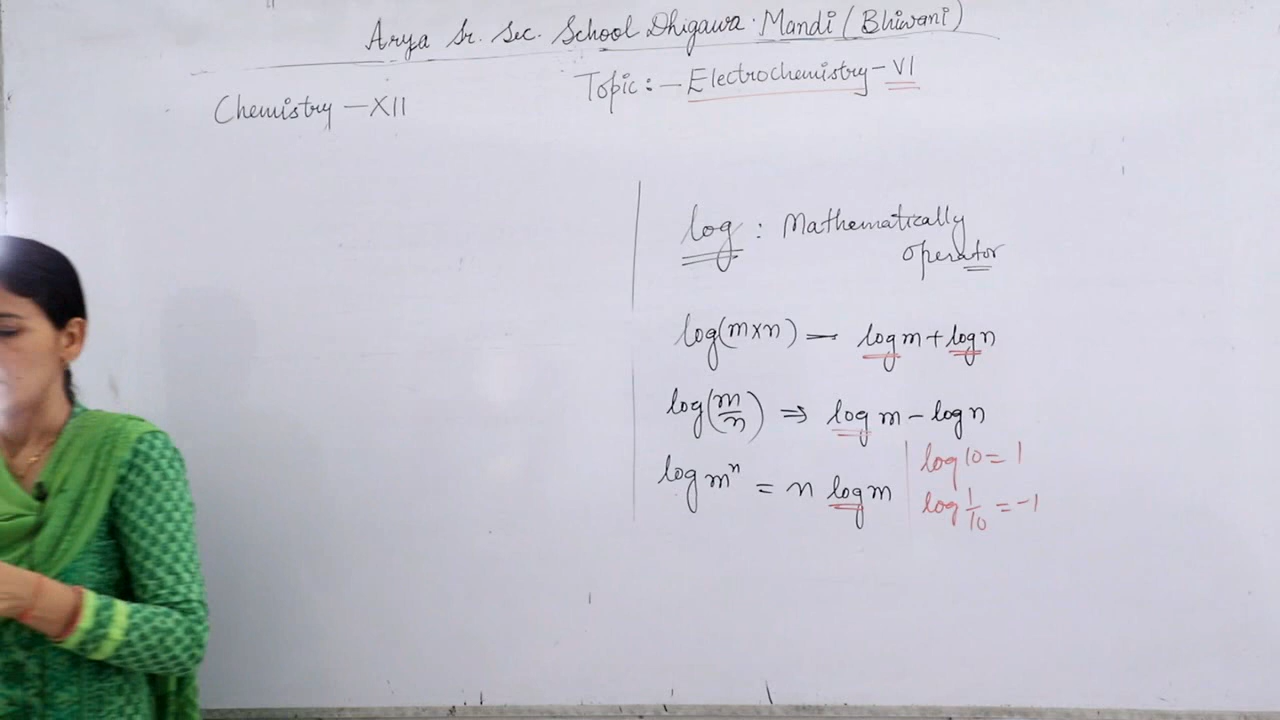 Arya Sr. Sec. School Dhigawa Mandi (Bhiwani)
Topic:- Electrochemistry-VI
Chemistry-XII
log : Mathematically
operator
log(m×n) = log m + log n
log(m/n) ⇒ log m - log n
log mⁿ = n log m
log 10 = 1
log 1/10 = -1